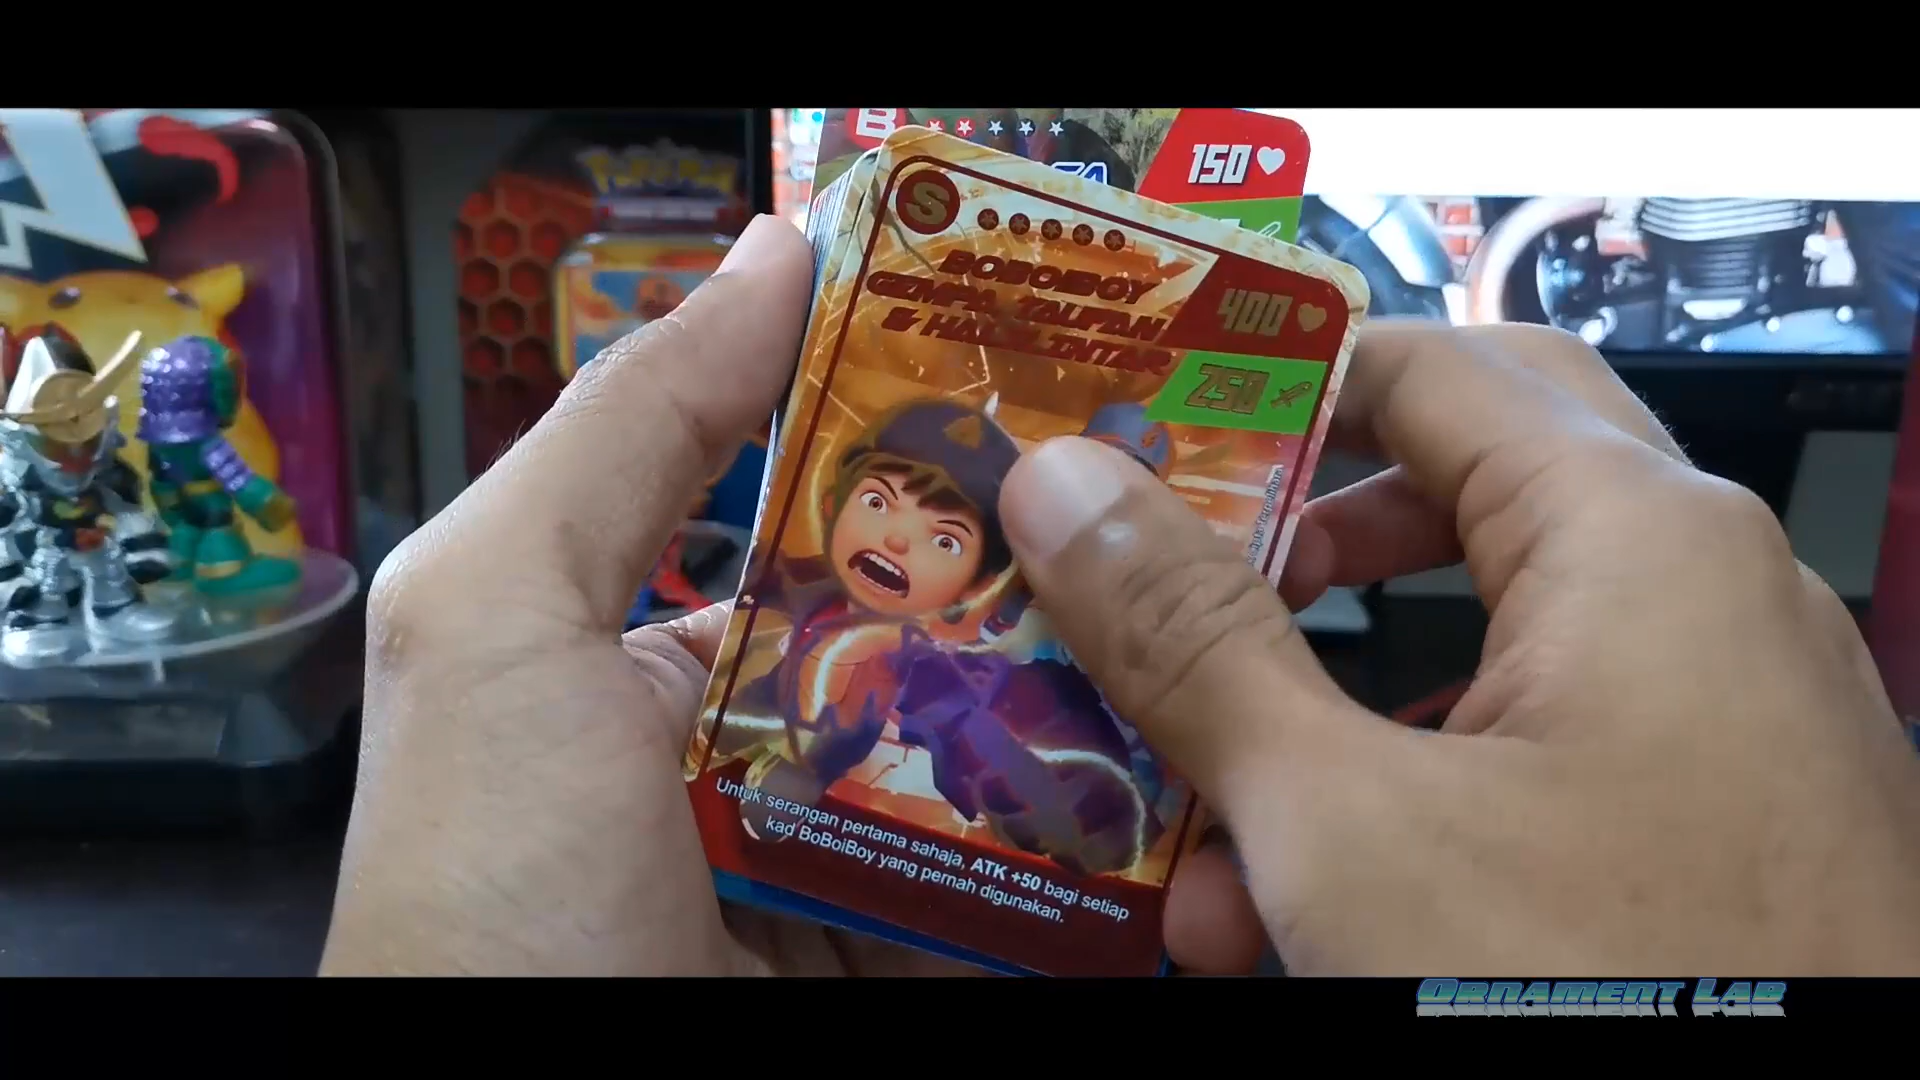 POKÉMON
B
150
S
BOBOIBOY
GEMPA, TAUFAN
& HALILINTAR
400
250
Untuk serangan pertama sahaja, ATK +50 bagi setiap
kad BoBoiBoy yang pernah digunakan.
Ornament Lab